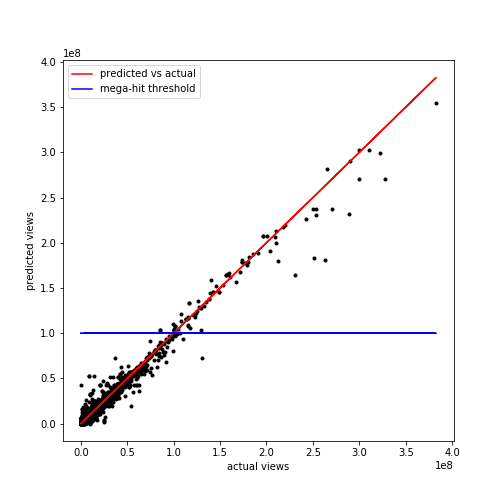 1e8
4.0
3.5
3.0
2.5
2.0
1.5
1.0
0.5
0.0
predicted views
predicted vs actual
mega-hit threshold
0.0 0.5 1.0 1.5 2.0 2.5 3.0 3.5 4.0
actual views
1e8